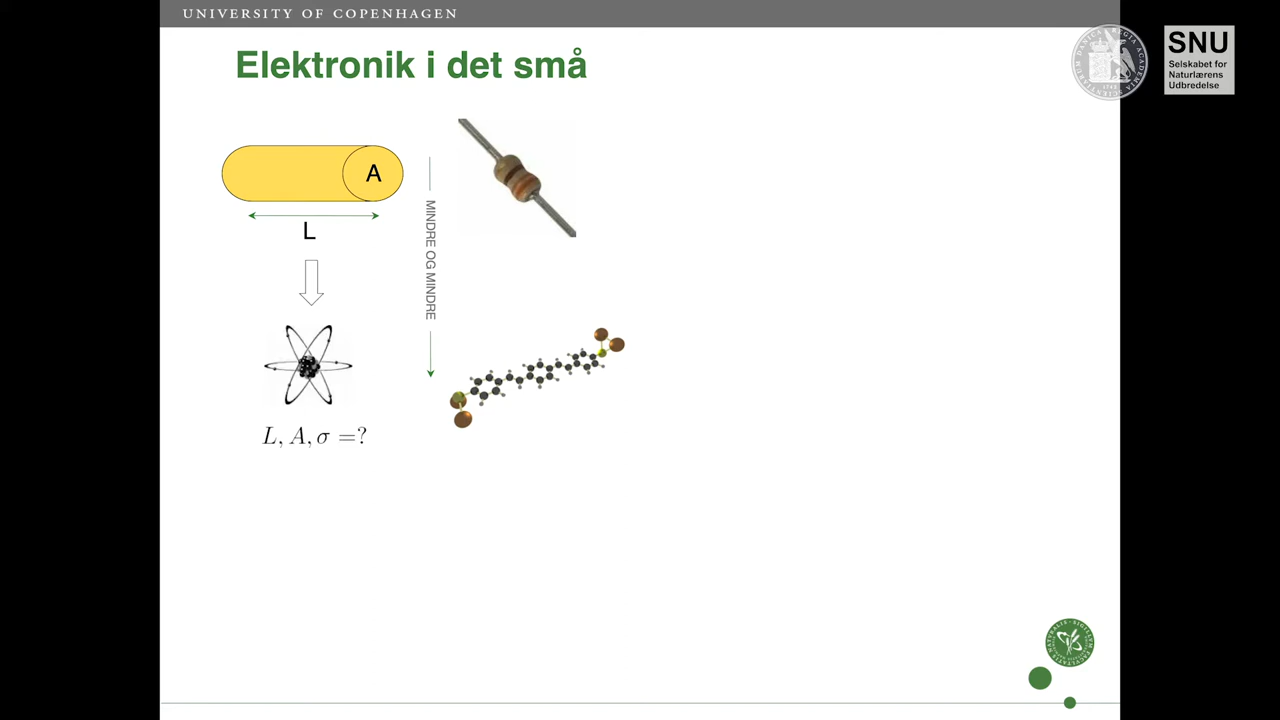 UNIVERSITY OF COPENHAGEN
Elektronik i det små
SNU
Selskabet for
Naturlærens
Udbredelse
A
L
MINDRE OG MINDRE
L, A, σ =?